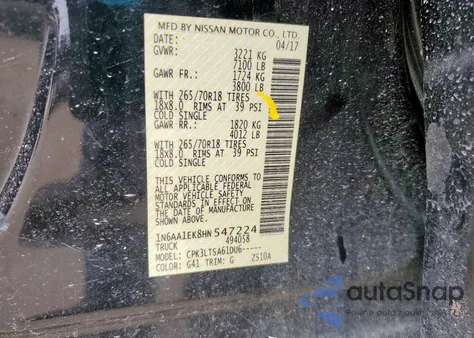 MFD BY NISSAN MOTOR CO., LTD.
DATE: 04/17
GVWR: 3221 KG
7100 LB
GAWR FR.: 1724 KG
3800 LB
WITH 265/70R18 TIRES
18X8.0 RIMS AT 39 PSI
COLD SINGLE
GAWR RR.: 1820 KG
4012 LB
WITH 265/70R18 TIRES
18X8.0 RIMS AT 39 PSI
COLD SINGLE
THIS VEHICLE CONFORMS TO
ALL APPLICABLE FEDERAL
MOTOR VEHICLE SAFETY
STANDARDS IN EFFECT ON
THE DATE OF MANUFACTURE
SHOWN ABOVE.
1N6AA1EK8HN547224
TRUCK 494058
MODEL: CPK3LTSA61DU6-----
COLOR: G41 TRIM: G 2S10A
autoSnap